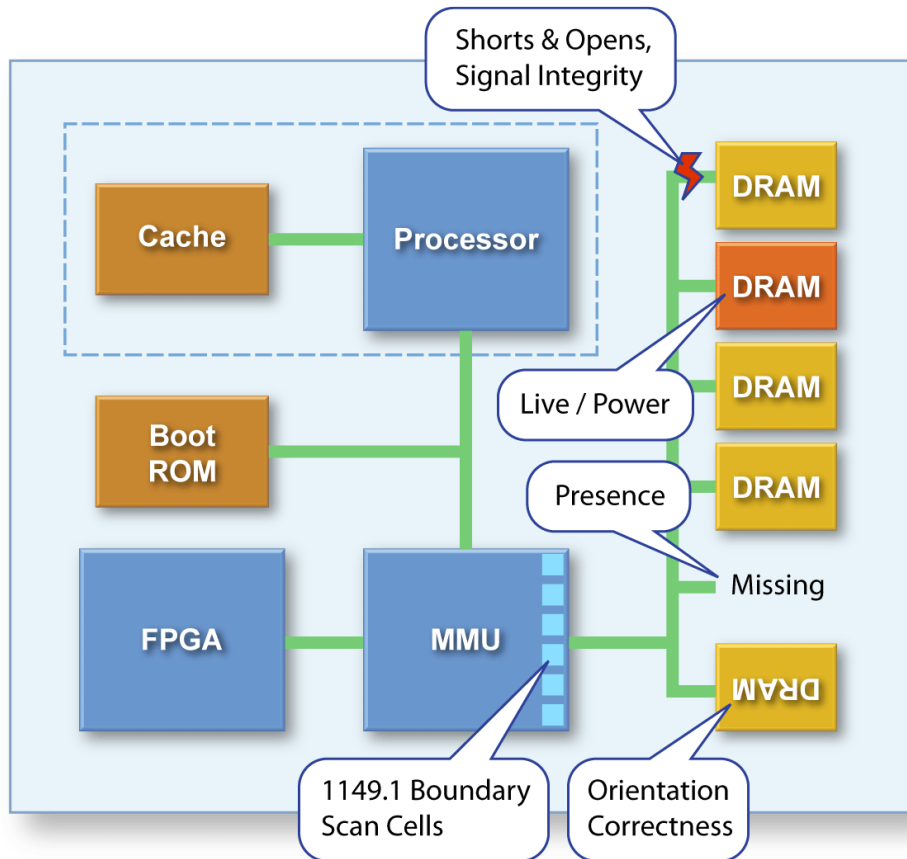 Shorts & Opens,
Signal Integrity
Cache
Processor
DRAM
DRAM
Live / Power
DRAM
Boot
ROM
DRAM
Presence
Missing
FPGA
MMU
DRAM
1149.1 Boundary
Scan Cells
Orientation
Correctness